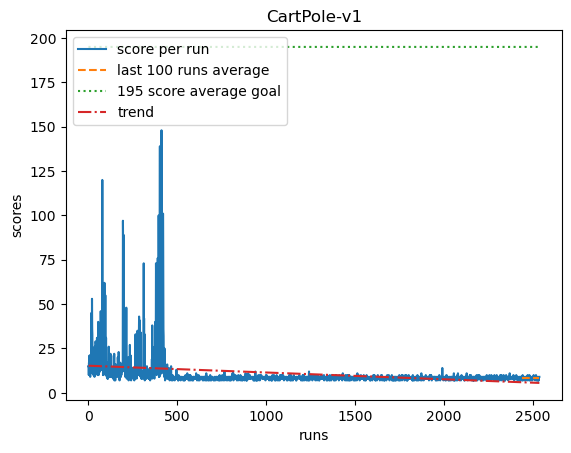 CartPole-v1
200
175
150
125
100
75
50
25
0
scores
score per run
last 100 runs average
195 score average goal
trend
0
500
1000
1500
2000
2500
runs